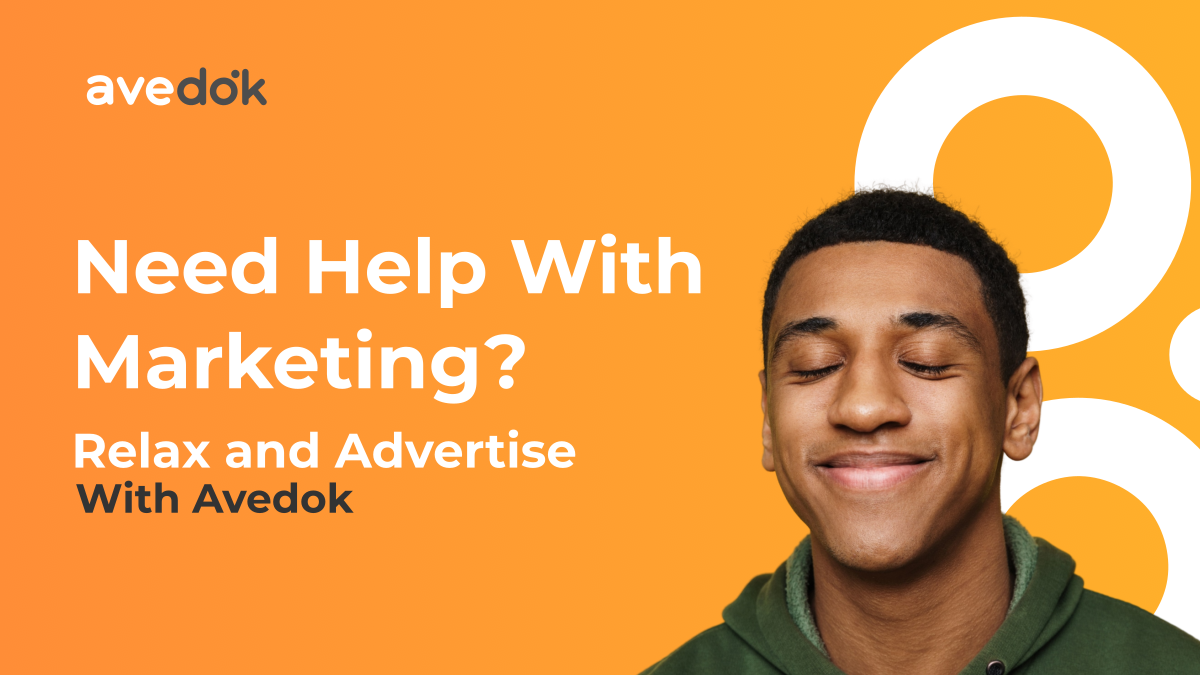 avedok
Need Help With
Marketing?
Relax and Advertise
With Avedok